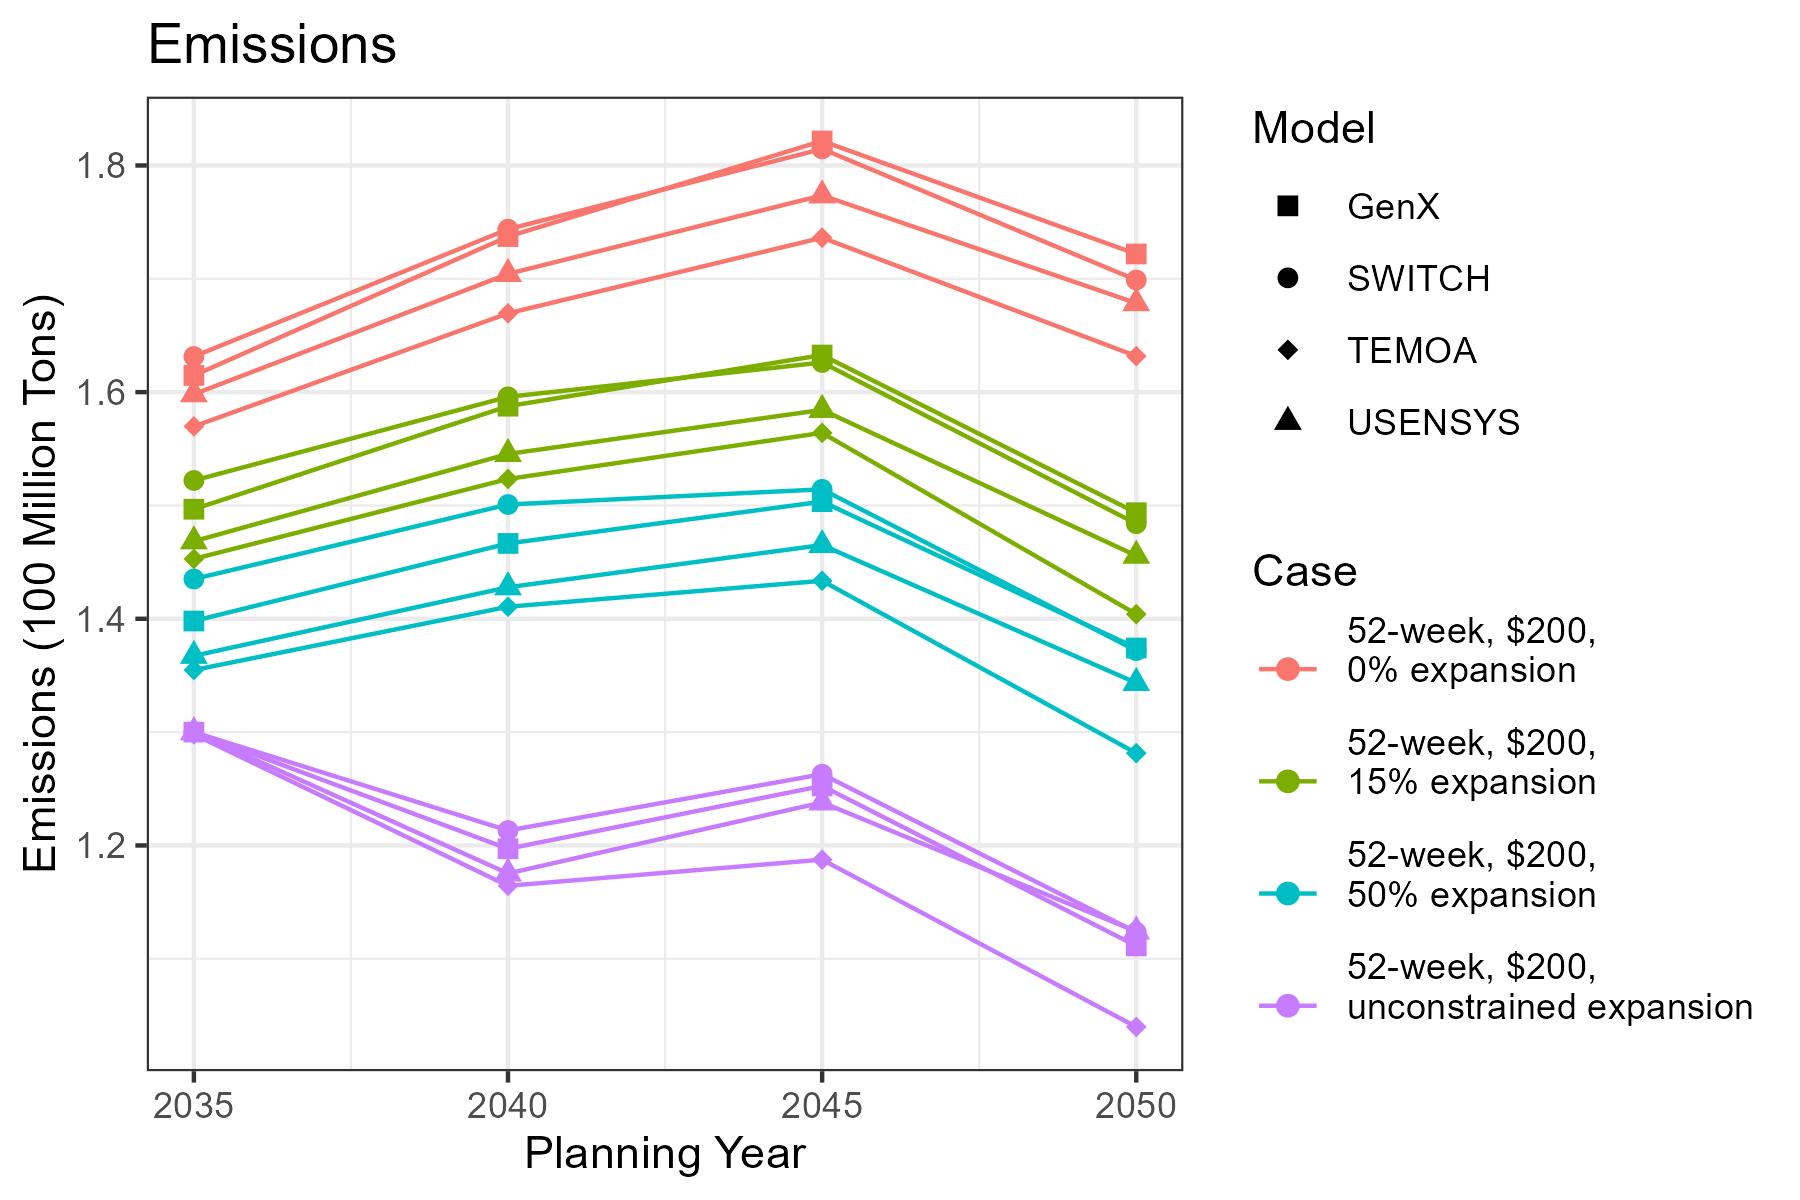 Emissions
Emissions (100 Million Tons)
1.8
1.6
1.4
1.2
2035
2040
2045
2050
Planning Year
Model
GenX
SWITCH
TEMOA
USENSYS
Case
52-week, $200,
0% expansion
52-week, $200,
15% expansion
52-week, $200,
50% expansion
52-week, $200,
unconstrained expansion